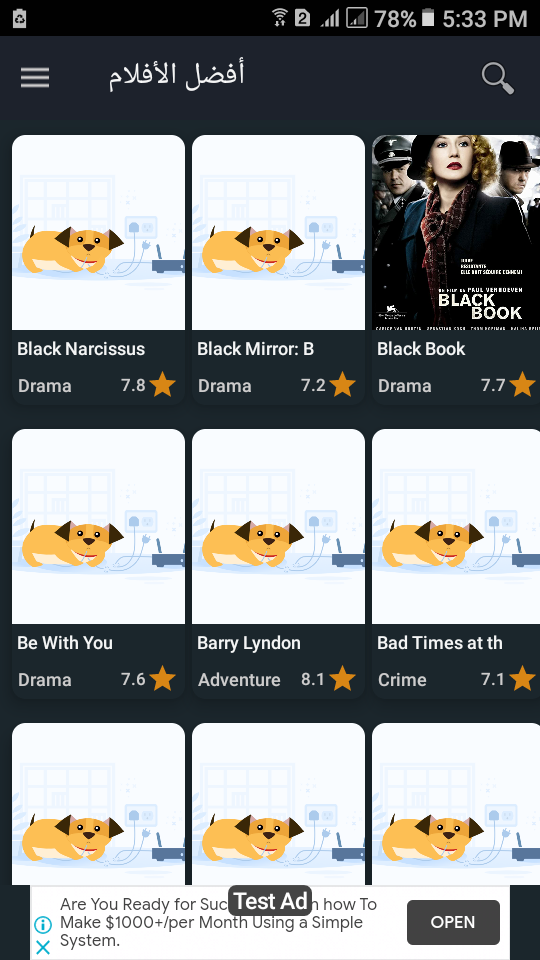 2 78% 5:33 PM
أفضل الأفلام
BLACK
BOOK
Black Narcissus
Black Mirror: B
Black Book
Drama 7.8
Drama 7.2
Drama 7.7
Be With You
Barry Lyndon
Bad Times at th
Drama 7.6
Adventure 8.1
Crime 7.1
Test Ad
Are You Ready for Suc how To
Make $1000+/per Month Using a Simple
System.
OPEN